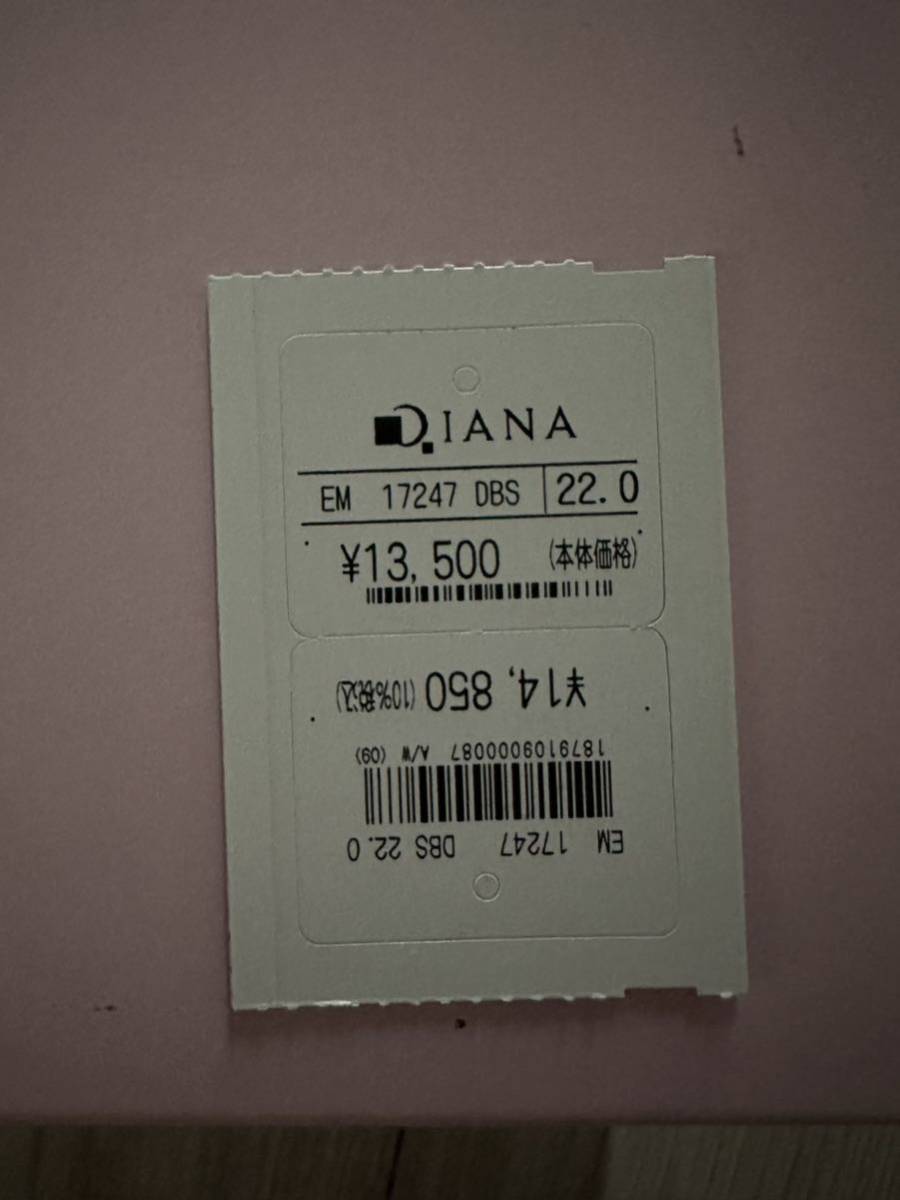 DIANA
EM 17247 DBS 22.0
¥13,500 (本体価格)
¥14,850 (10%税込)
1879109000087 A/W (09)
EM 17247 DBS 22.0